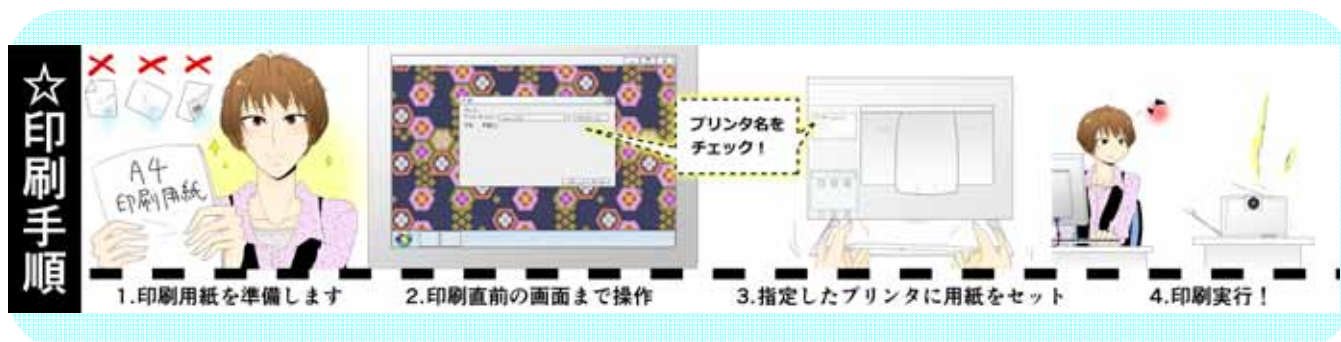 ☆印刷手順
A4
印刷用紙
プリンタ名を
チェック！
1.印刷用紙を準備します
2.印刷直前の画面まで操作
3.指定したプリンタに用紙をセット
4.印刷実行！